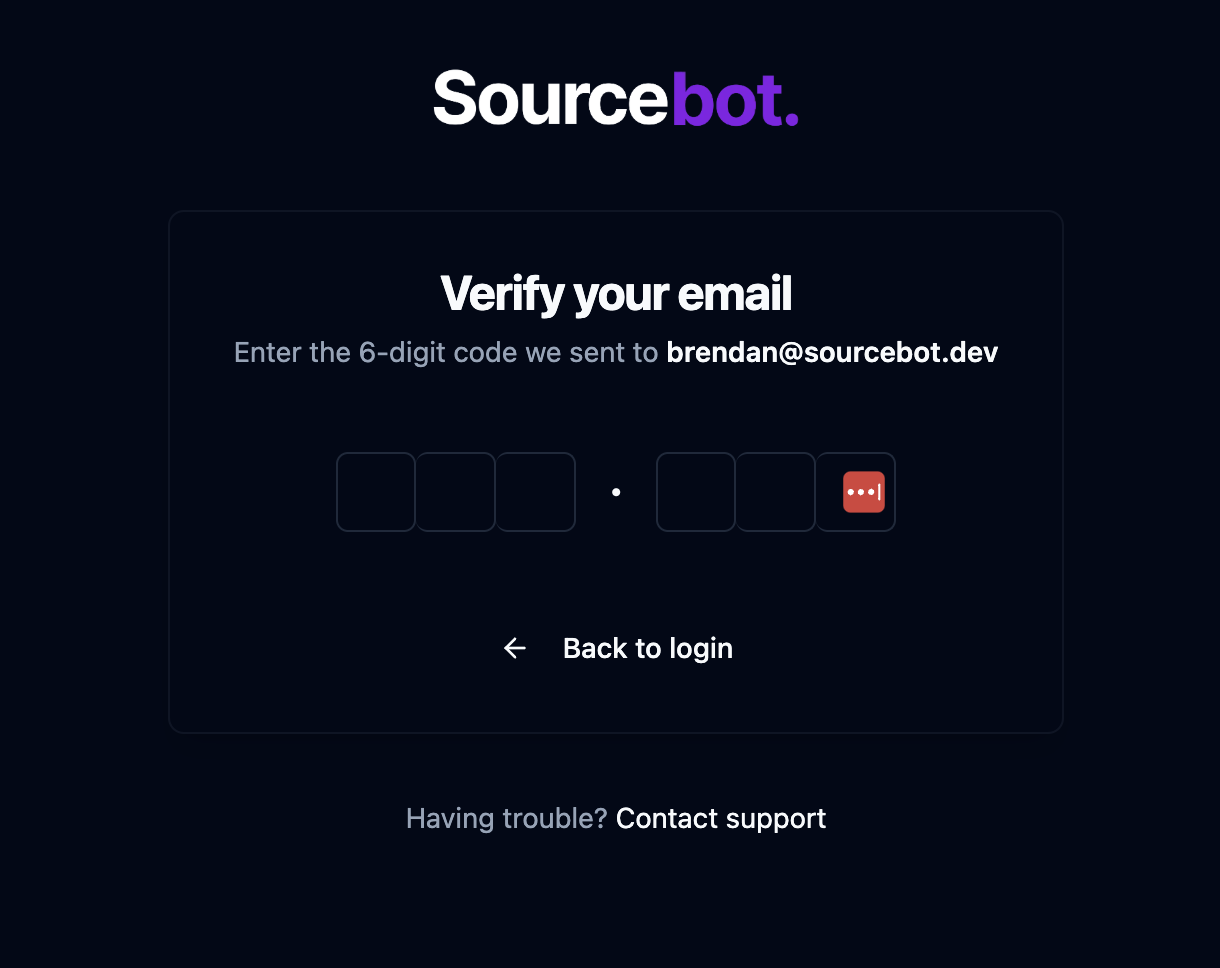 Sourcebot.
Verify your email
Enter the 6-digit code we sent to brendan@sourcebot.dev
Back to login
Having trouble? Contact support